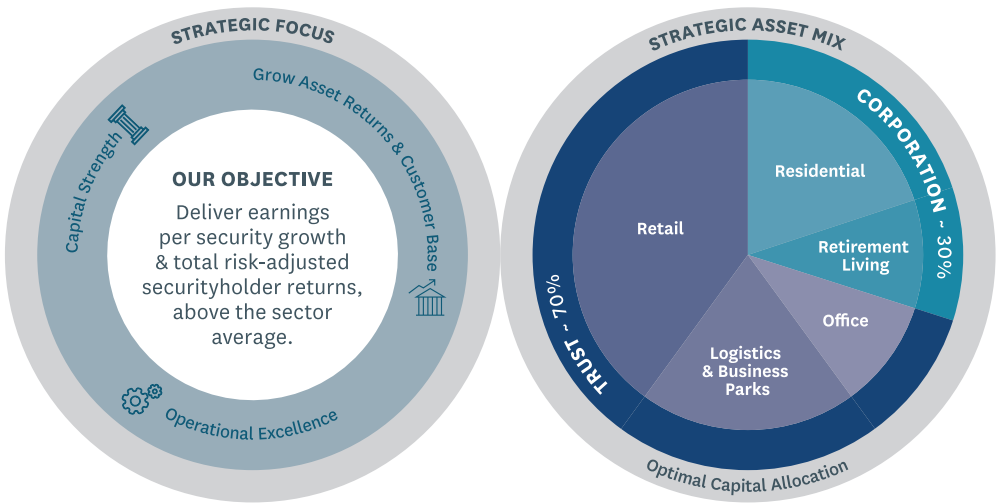 STRATEGIC FOCUS
Grow Asset Returns & Customer Base
Capital Strength
OUR OBJECTIVE
Deliver earnings
per security growth
& total risk-adjusted
securityholder returns,
above the sector
average.
Operational Excellence
STRATEGIC ASSET MIX
CORPORATION ~ 30%
Residential
Retail
Retirement
Living
Office
TRUST ~ 70%
Logistics
& Business
Parks
Optimal Capital Allocation